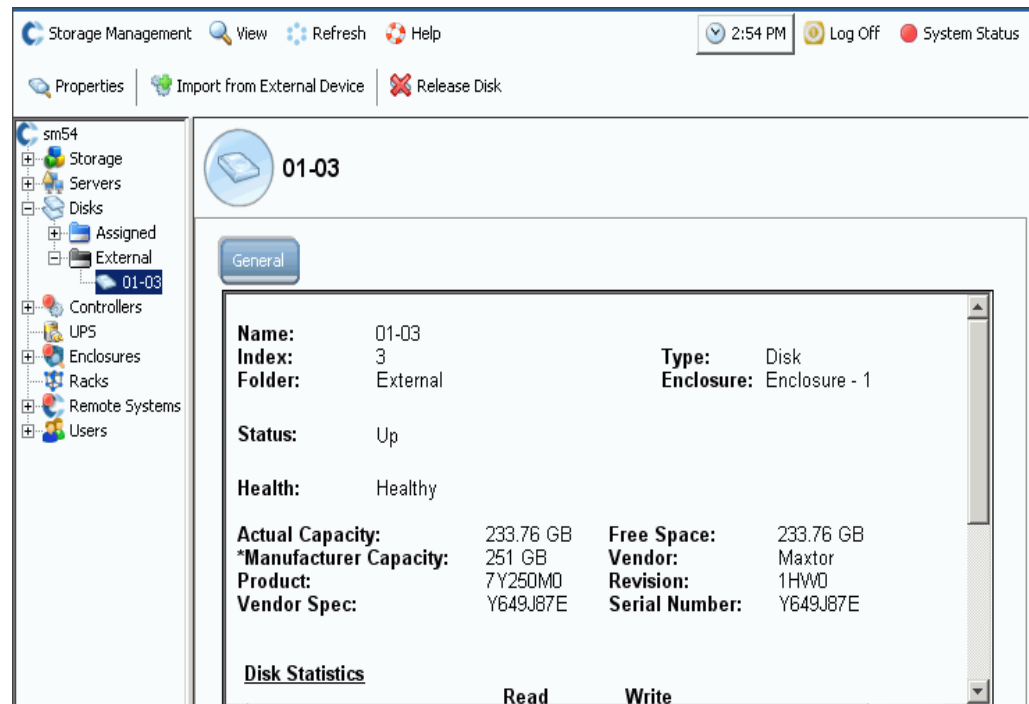 Storage Management View Refresh Help 2:54 PM Log Off System Status
Properties Import from External Device Release Disk
sm54
Storage
Servers
Disks
Assigned
External
01-03
Controllers
UPS
Enclosures
Racks
Remote Systems
Users
01-03
General
Name: 01-03
Index: 3 Type: Disk
Folder: External Enclosure: Enclosure - 1
Status: Up
Health: Healthy
Actual Capacity: 233.76 GB Free Space: 233.76 GB
*Manufacturer Capacity: 251 GB Vendor: Maxtor
Product: 7Y250M0 Revision: 1HW0
Vendor Spec: Y649J87E Serial Number: Y649J87E
Disk Statistics
Read Write